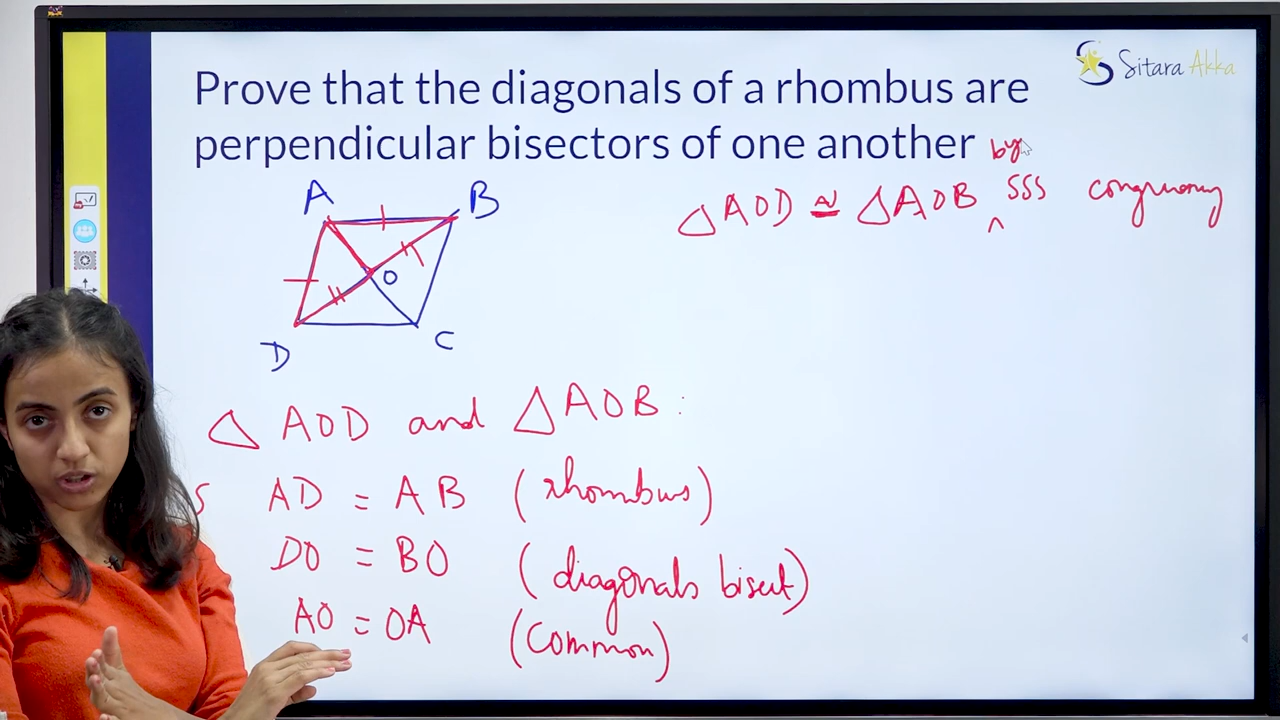 Sitara Akka
Prove that the diagonals of a rhombus are
perpendicular bisectors of one another
by
A B
△AOD ≅ △AOB ^ SSS congruency
O
D C
△ AOD and △AOB :
S AD = AB (rhombus)
DO = BO (diagonals bisect)
AO = OA (common)